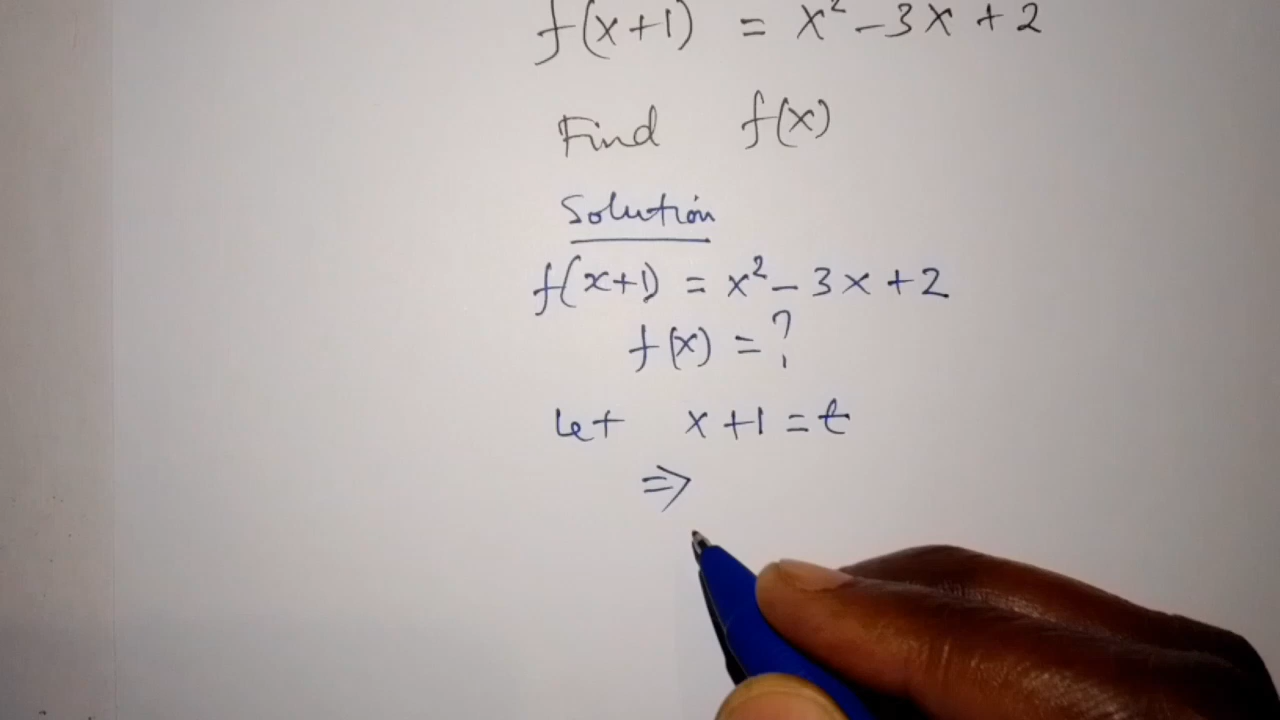 f(x+1) = x² - 3x + 2
Find f(x)
Solution
f(x+1) = x² - 3x + 2
f(x) = ?
let x + 1 = t
⇒